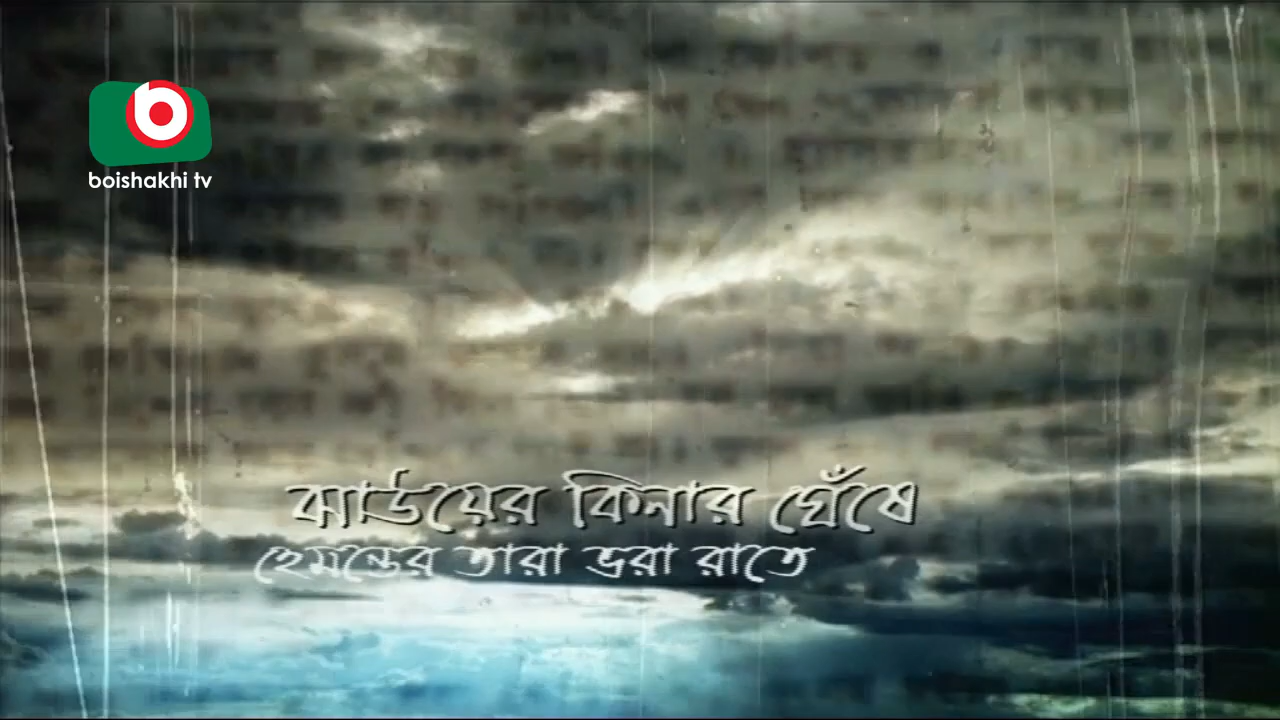 boishakhi tv
ঝাউয়ের কিনার ঘেঁষে
হেমন্তের তারা ভরা রাতে